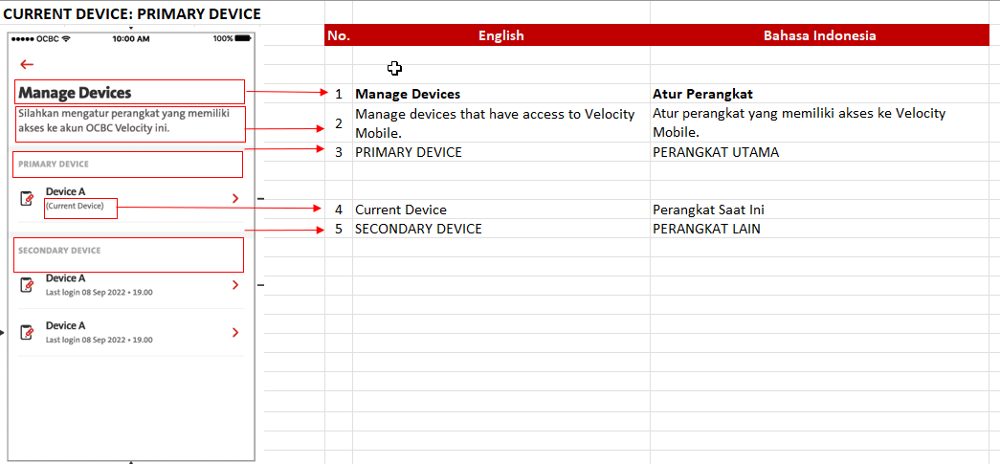 CURRENT DEVICE: PRIMARY DEVICE
OCBC 10:00 AM 100%
Manage Devices
Silahkan mengatur perangkat yang memiliki
akses ke akun OCBC Velocity ini.
PRIMARY DEVICE
Device A
(Current Device)
SECONDARY DEVICE
Device A
Last login 08 Sep 2022 • 19.00
Device A
Last login 08 Sep 2022 • 19.00
No. English Bahasa Indonesia
1 Manage Devices Atur Perangkat
2 Manage devices that have access to Velocity Atur perangkat yang memiliki akses ke Velocity
Mobile. Mobile.
3 PRIMARY DEVICE PERANGKAT UTAMA
4 Current Device Perangkat Saat Ini
5 SECONDARY DEVICE PERANGKAT LAIN